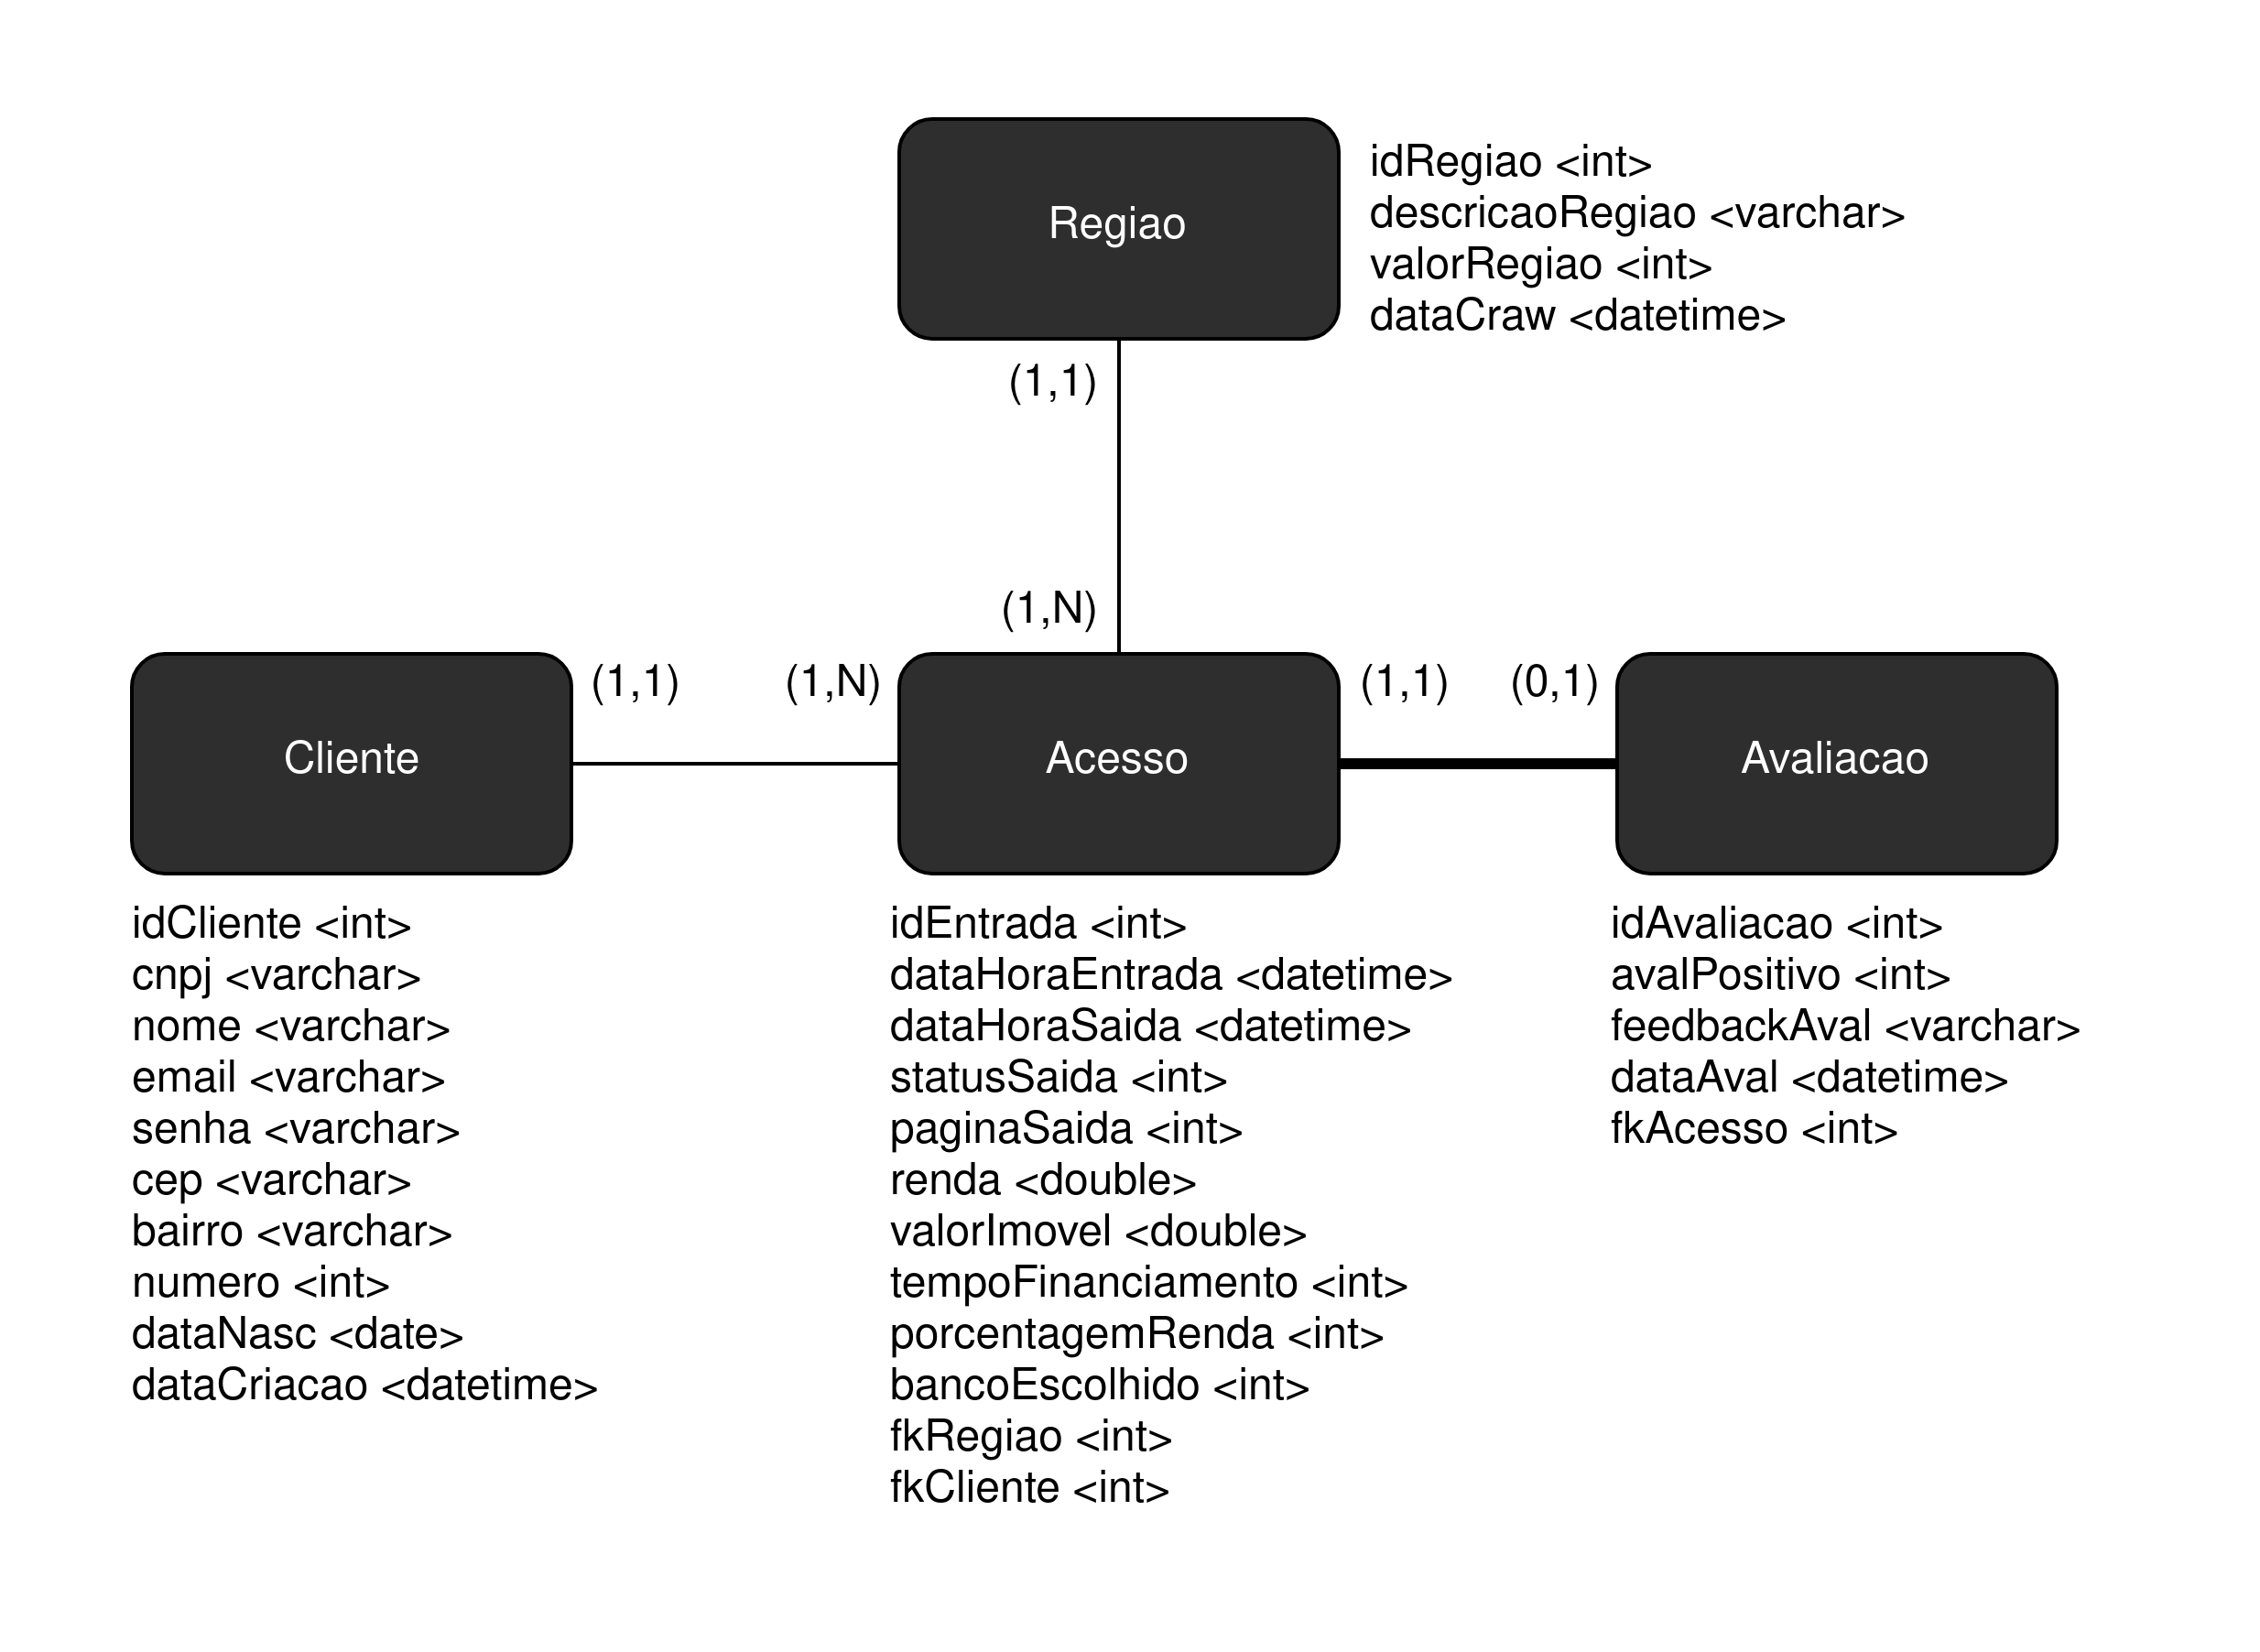 Regiao
idRegiao <int>
descricaoRegiao <varchar>
valorRegiao <int>
dataCraw <datetime>
(1,1)
(1,N)
Cliente
(1,1)
(1,N)
Acesso
(1,1)
(0,1)
Avaliacao
idCliente <int>
cnpj <varchar>
nome <varchar>
email <varchar>
senha <varchar>
cep <varchar>
bairro <varchar>
numero <int>
dataNasc <date>
dataCriacao <datetime>
idEntrada <int>
dataHoraEntrada <datetime>
dataHoraSaida <datetime>
statusSaida <int>
paginaSaida <int>
renda <double>
valorImovel <double>
tempoFinanciamento <int>
porcentagemRenda <int>
bancoEscolhido <int>
fkRegiao <int>
fkCliente <int>
idAvaliacao <int>
avalPositivo <int>
feedbackAval <varchar>
dataAval <datetime>
fkAcesso <int>